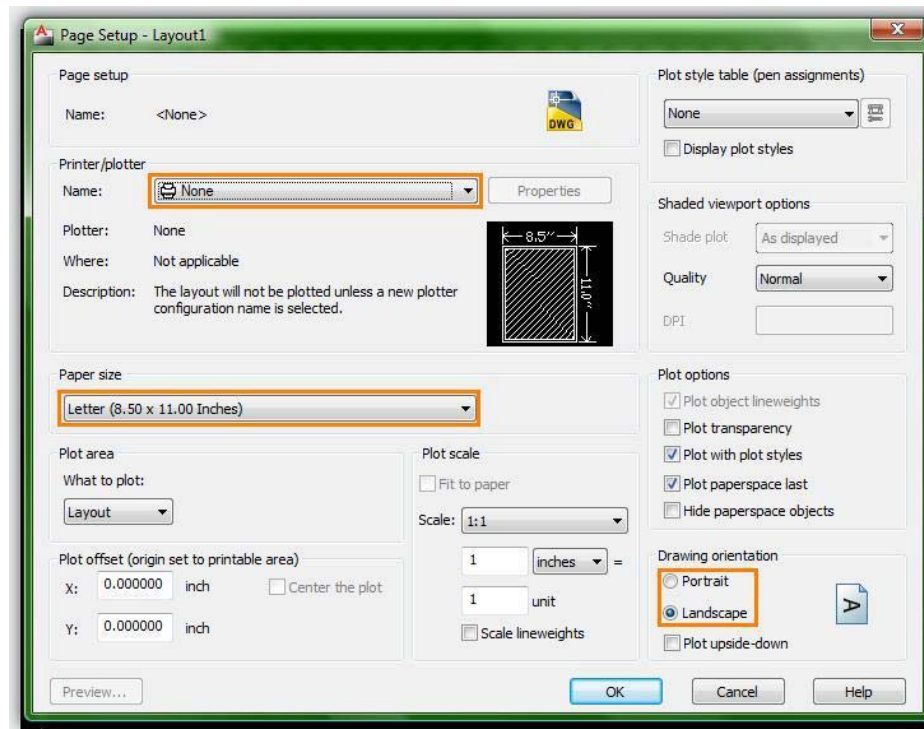 Page Setup - Layout1
Page setup
Name: <None>
DWG
Printer/plotter
Name: None
Properties
Plotter: None
Where: Not applicable
Description: The layout will not be plotted unless a new plotter
configuration name is selected.
8.5″
11.0″
Paper size
Letter (8.50 x 11.00 Inches)
Plot area
What to plot:
Layout
Plot offset (origin set to printable area)
X: 0.000000 inch
Center the plot
Y: 0.000000 inch
Plot scale
Fit to paper
Scale: 1:1
1 inches =
1 unit
Scale lineweights
Plot style table (pen assignments)
None
Display plot styles
Shaded viewport options
Shade plot As displayed
Quality Normal
DPI
Plot options
Plot object lineweights
Plot transparency
Plot with plot styles
Plot paperspace last
Hide paperspace objects
Drawing orientation
Portrait
Landscape
A
Plot upside-down
Preview...
OK
Cancel
Help